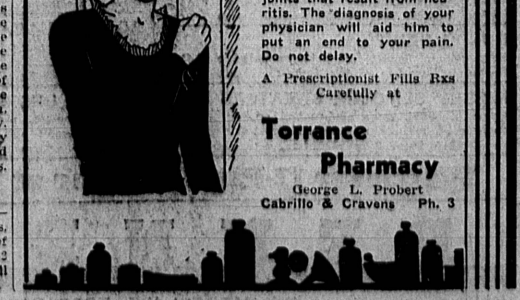 joints that result from neu-
ritis. The diagnosis of your
physician will aid him to
put an end to your pain.
Do not delay.
A Prescriptionist Fills Rxs
Carefully at
Torrance
Pharmacy
George L. Probert
Cabrillo & Cravens Ph. 3